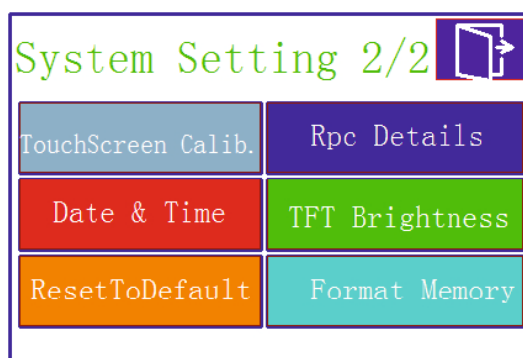 System Setting 2/2
TouchScreen Calib.
Rpc Details
Date & Time
TFT Brightness
ResetToDefault
Format Memory